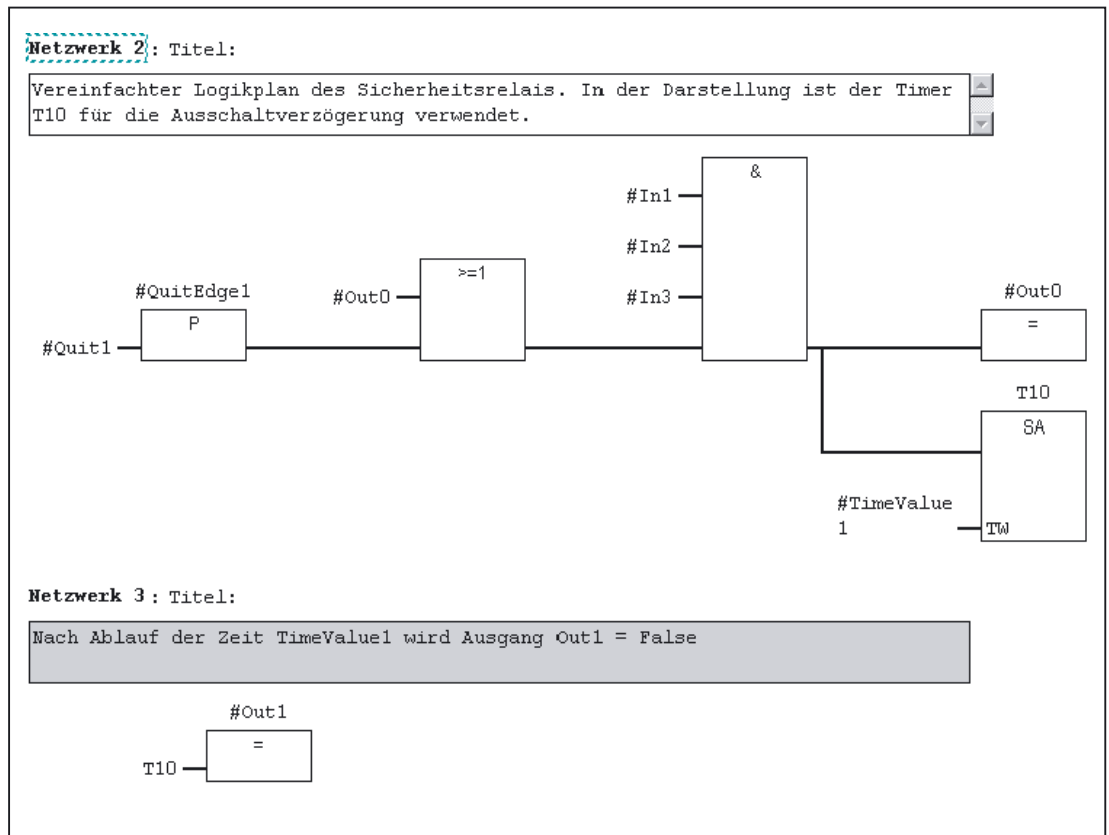 Netzwerk 2: Titel:
Vereinfachter Logikplan des Sicherheitsrelais. In der Darstellung ist der Timer
T10 für die Ausschaltverzögerung verwendet.
&
#In1
#In2
#In3
>=1
#Out0
#QuitEdge1
P
#Quit1
#Out0
=
T10
SA
#TimeValue
1
TW
Netzwerk 3: Titel:
Nach Ablauf der Zeit TimeValue1 wird Ausgang Out1 = False
#Out1
=
T10